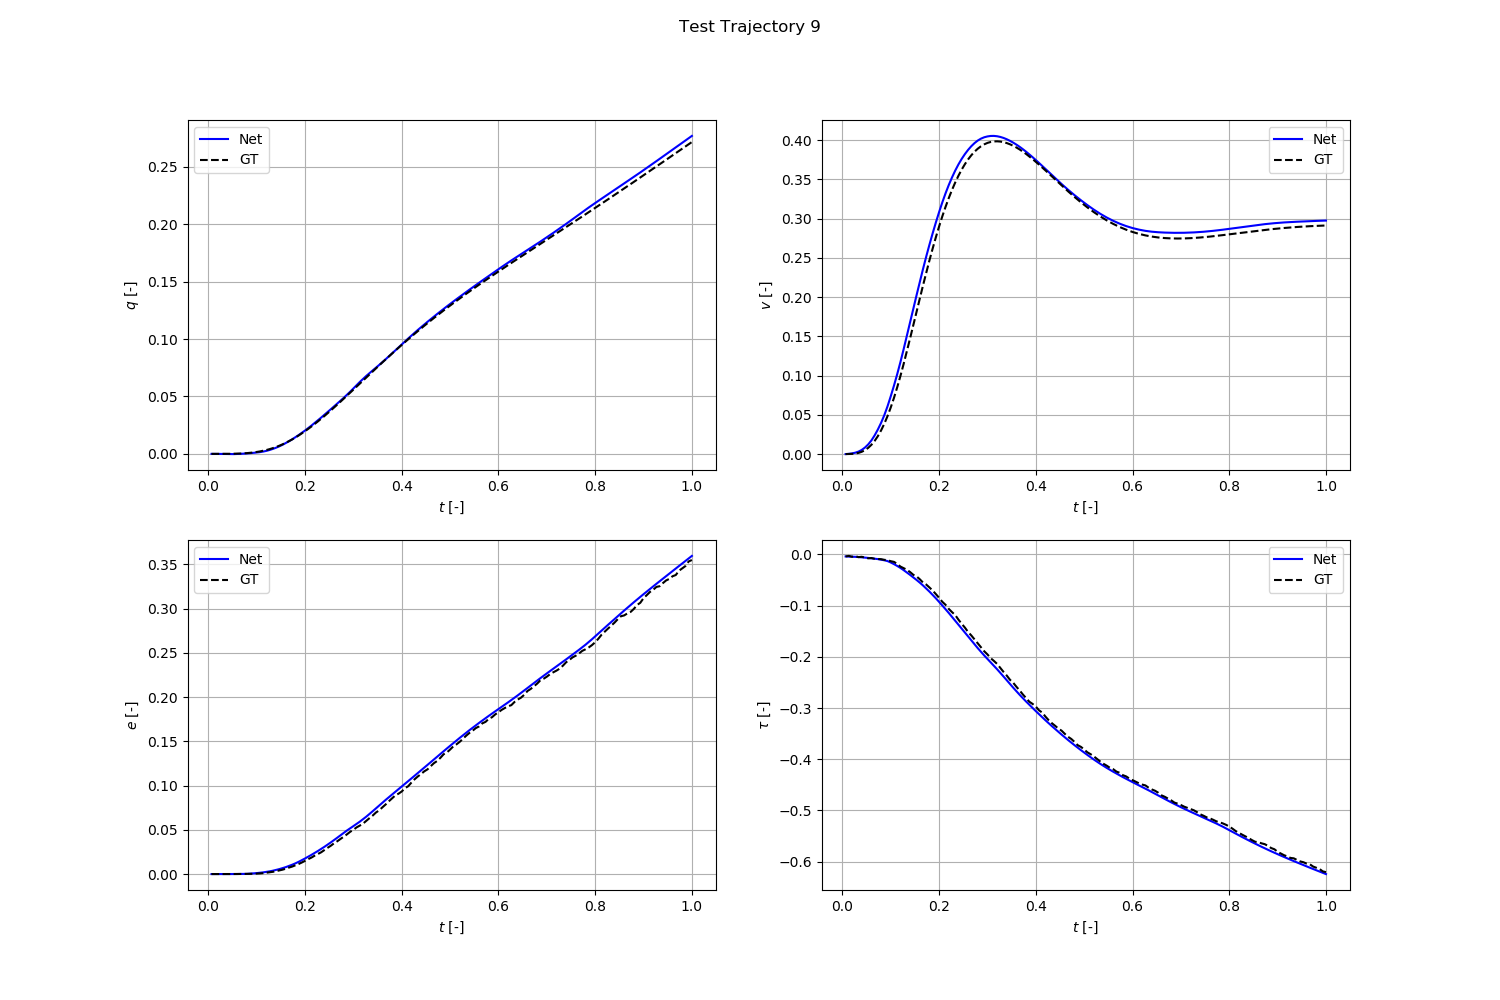 Test Trajectory 9
Net
GT
0.25
0.20
0.15
0.10
0.05
0.00
q [-]
0.0 0.2 0.4 0.6 0.8 1.0
t [-]
Net
GT
0.40
0.35
0.30
0.25
0.20
0.15
0.10
0.05
0.00
v [-]
0.0 0.2 0.4 0.6 0.8 1.0
t [-]
Net
GT
0.35
0.30
0.25
0.20
0.15
0.10
0.05
0.00
e [-]
0.0 0.2 0.4 0.6 0.8 1.0
t [-]
Net
GT
0.0
−0.1
−0.2
−0.3
−0.4
−0.5
−0.6
τ [-]
0.0 0.2 0.4 0.6 0.8 1.0
t [-]